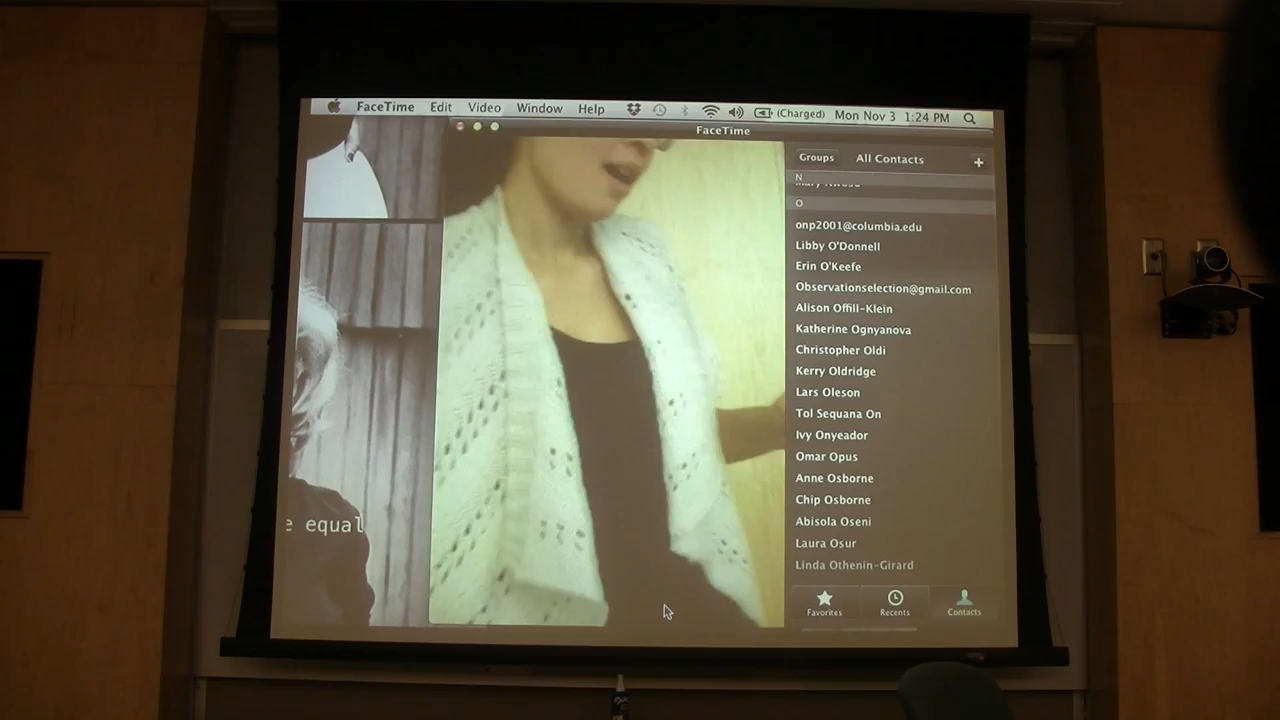 FaceTime Edit Video Window Help (Charged) Mon Nov 3 1:24 PM
FaceTime
Groups All Contacts +
N
O
onp2001@columbia.edu
Libby O'Donnell
Erin O'Keefe
Observationselection@gmail.com
Alison Offill-Klein
Katherine Ognyanova
Christopher Oldi
Kerry Oldridge
Lars Oleson
Tol Sequana On
Ivy Onyeador
Omar Opus
Anne Osborne
Chip Osborne
Abisola Oseni
Laura Osur
Linda Othenin-Girard
Favorites Recents Contacts
e equal